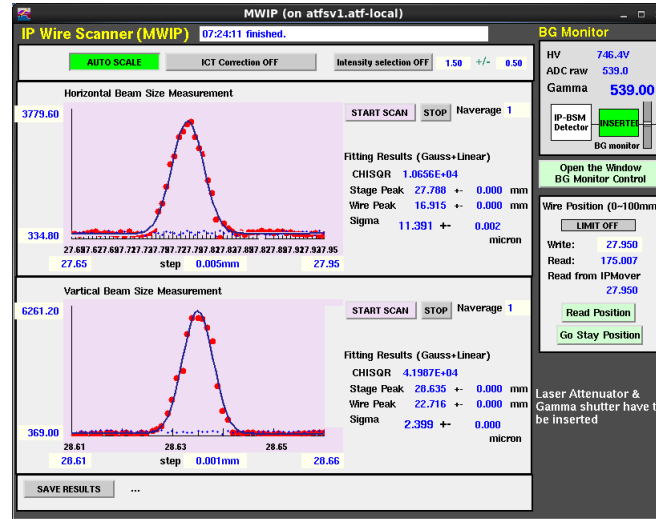 MWIP (on atfsv1.atf-local)
IP Wire Scanner (MWIP) 07:24:11 finished.
AUTO SCALE ICT Correction OFF Intensity selection OFF 1.50 +/- 0.50
Horizontal Beam Size Measurement
3779.60
334.80
27.65 step 0.005mm 27.95
START SCAN STOP Naverage 1
Fitting Results (Gauss+Linear)
CHISQR 1.0656E+04
Stage Peak 27.788 +- 0.000 mm
Wire Peak 16.915 +- 0.000 mm
Sigma 11.391 +- 0.002
micron
Vartical Beam Size Measurement
6261.20
369.00
28.61 28.63 28.65
28.61 step 0.001mm 28.66
START SCAN STOP Naverage 1
Fitting Results (Gauss+Linear)
CHISQR 4.1987E+04
Stage Peak 28.635 +- 0.000 mm
Wire Peak 22.716 +- 0.000 mm
Sigma 2.399 +- 0.000
micron
SAVE RESULTS ...
BG Monitor
HV 746.4V
ADC raw 539.0
Gamma 539.00
IP-BSM
Detector
INSERTED
BG monitor
Open the Window
BG Monitor Control
Wire Position (0~100mm
LIMIT OFF
Write: 27.950
Read: 175.007
Read from IPMover
27.950
Read Position
Go Stay Position
Laser Attenuator &
Gamma shutter have t
be inserted